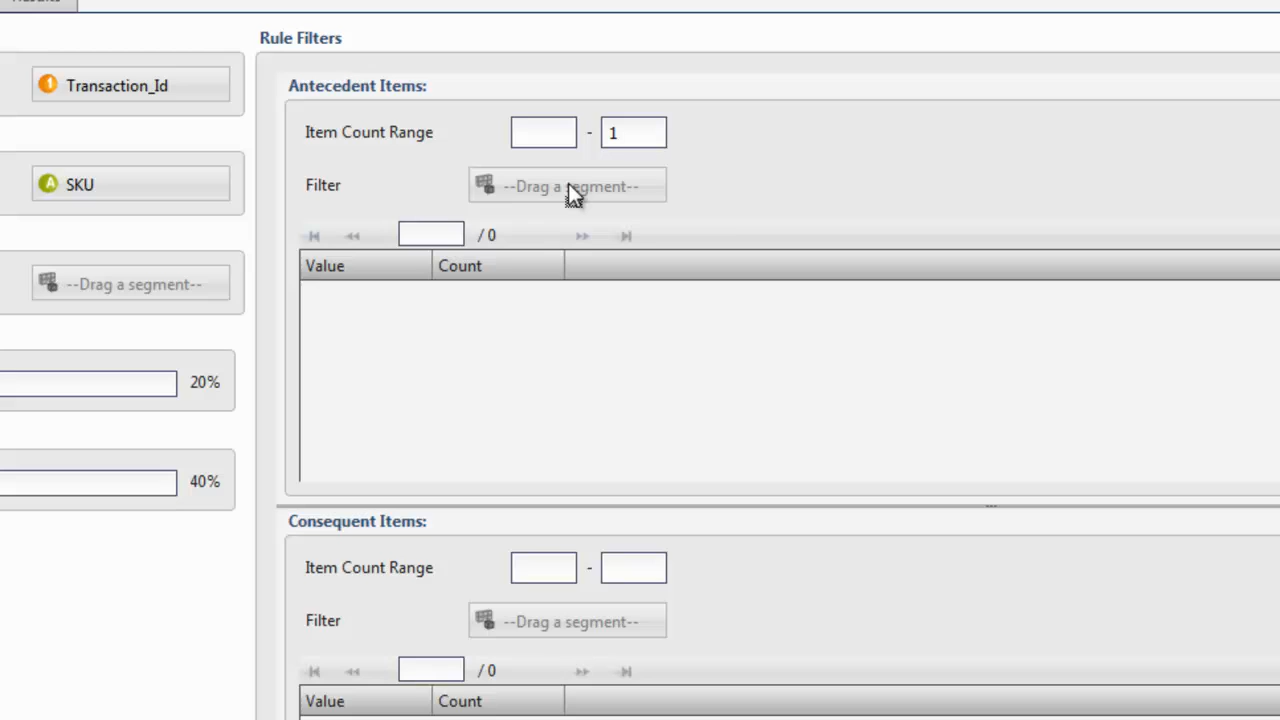 Results
Transaction_Id
SKU
--Drag a segment--
20%
40%
Rule Filters
Antecedent Items:
Item Count Range - 1
Filter --Drag a segment--
/ 0
Value Count
Consequent Items:
Item Count Range -
Filter --Drag a segment--
/ 0
Value Count